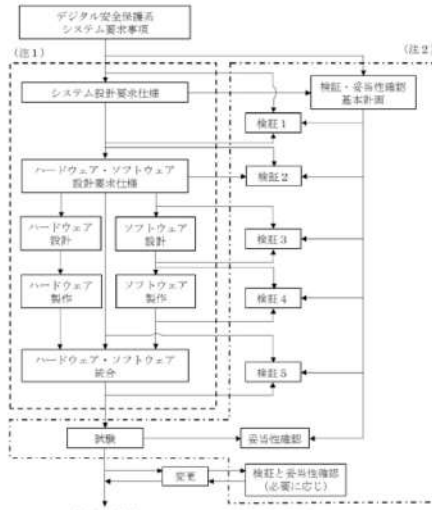 デジタル安全保護系
システム要求事項
(注1)
(注2)
システム設計要求仕様
検証・妥当性確認
基本計画
検証1
ハードウェア・ソフトウェア
設計要求仕様
検証2
ハードウェア
設計
ソフトウェア
設計
検証3
ハードウェア
製作
ソフトウェア
製作
検証4
ハードウェア・ソフトウェア
統合
検証5
試験
妥当性確認
変更
検証と妥当性確認
(必要に応じ)